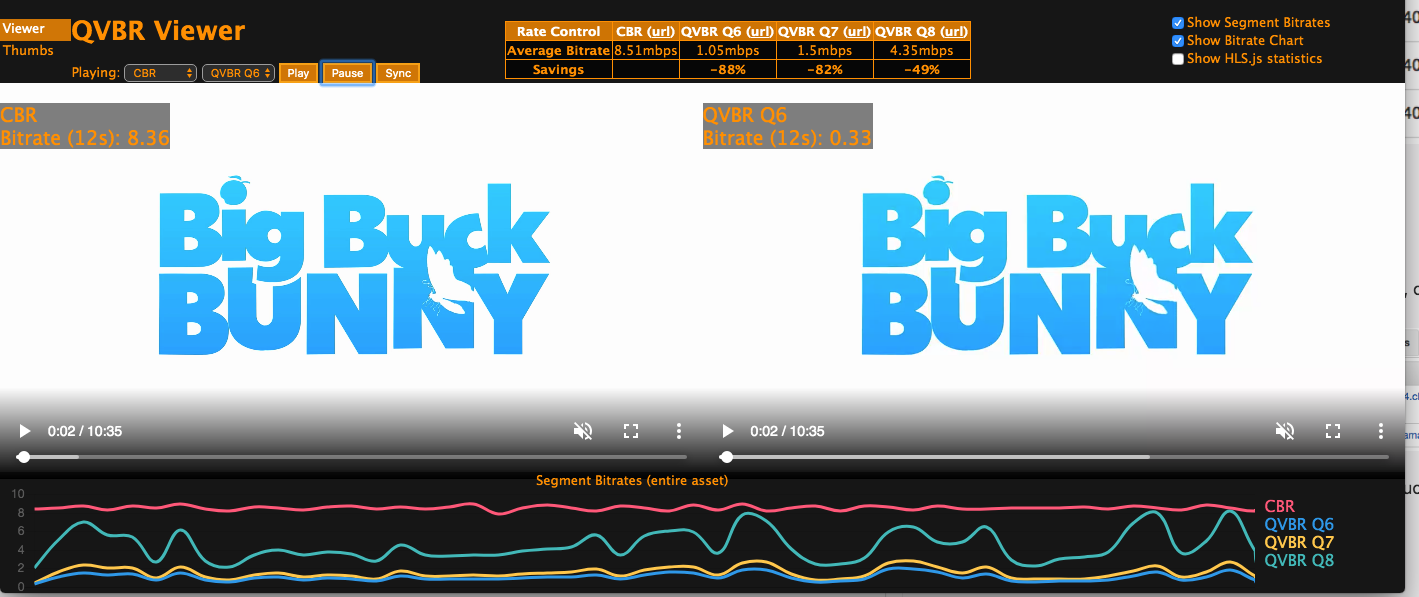 Viewer
Thumbs
QVBR Viewer
Playing: CBR QVBR Q6 Play Pause Sync
Rate Control CBR (url) QVBR Q6 (url) QVBR Q7 (url) QVBR Q8 (url)
Average Bitrate 8.51mbps 1.05mbps 1.5mbps 4.35mbps
Savings −88% −82% −49%
Show Segment Bitrates
Show Bitrate Chart
Show HLS.js statistics
CBR
Bitrate (12s): 8.36
QVBR Q6
Bitrate (12s): 0.33
Big Buck
BUNNY
Big Buck
BUNNY
0:02 / 10:35
0:02 / 10:35
Segment Bitrates (entire asset)
10
8
6
4
2
0
CBR
QVBR Q6
QVBR Q7
QVBR Q8